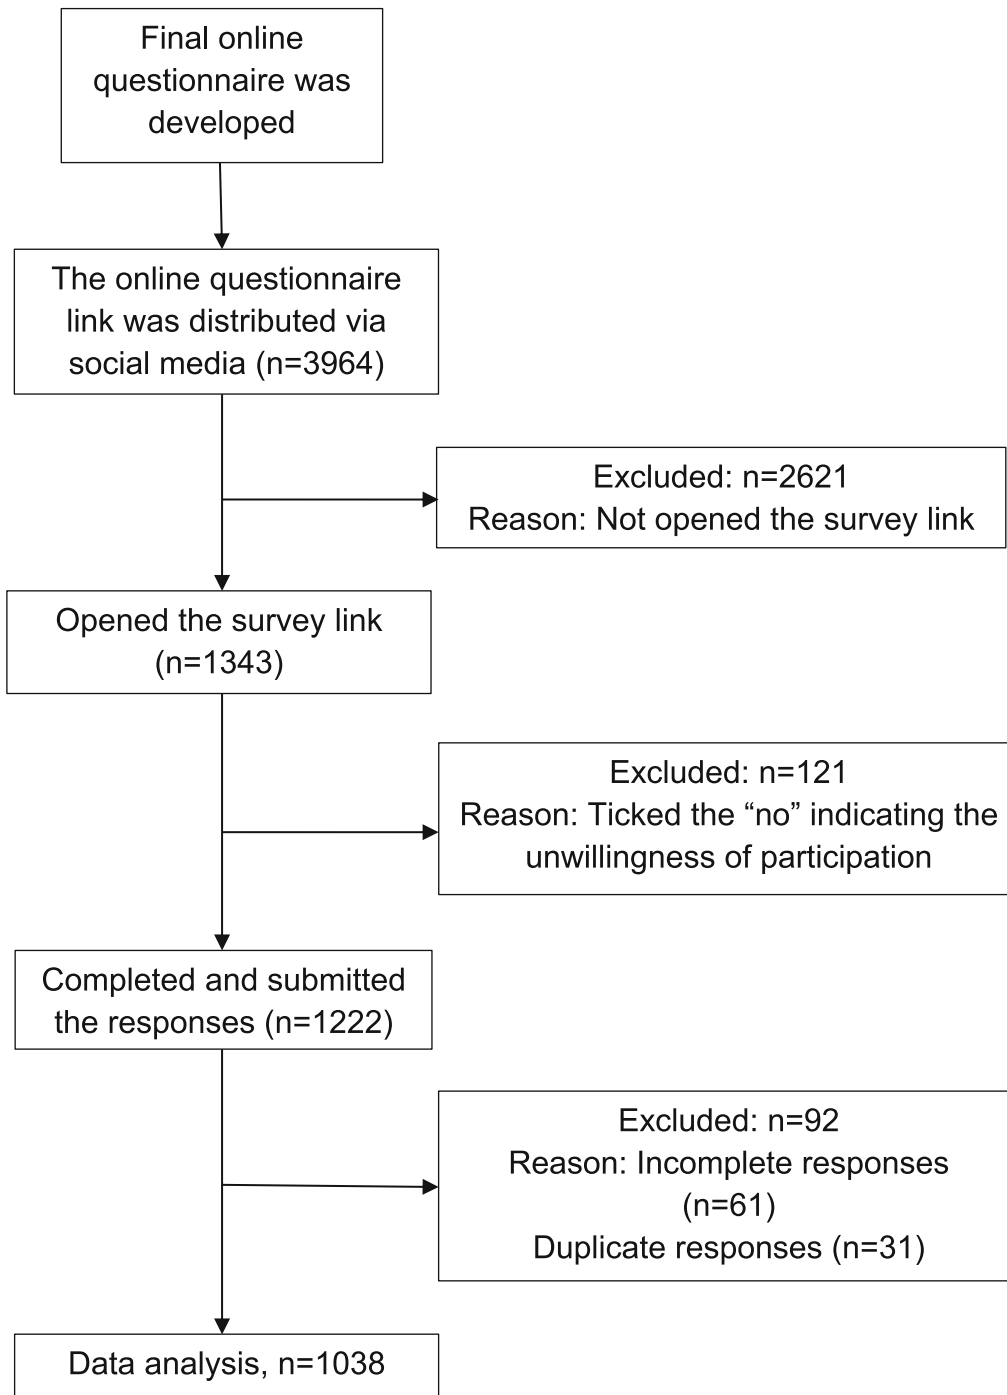 Final online
questionnaire was
developed
The online questionnaire
link was distributed via
social media (n=3964)
Excluded: n=2621
Reason: Not opened the survey link
Opened the survey link
(n=1343)
Excluded: n=121
Reason: Ticked the “no” indicating the
unwillingness of participation
Completed and submitted
the responses (n=1222)
Excluded: n=92
Reason: Incomplete responses
(n=61)
Duplicate responses (n=31)
Data analysis, n=1038